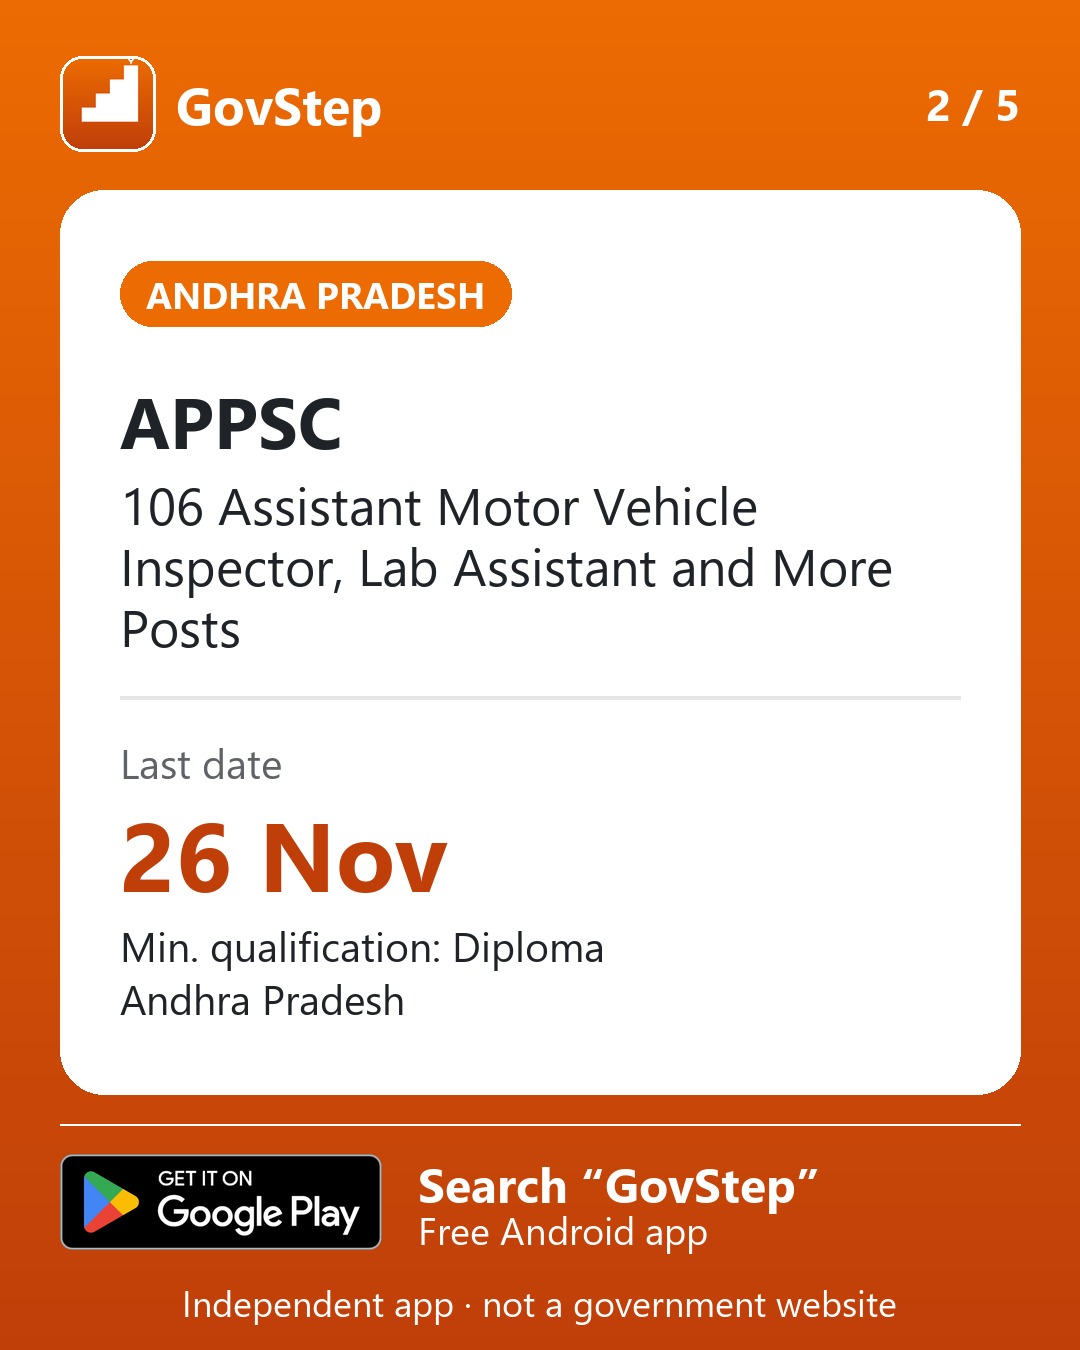 GovStep
2 / 5
ANDHRA PRADESH
APPSC
106 Assistant Motor Vehicle
Inspector, Lab Assistant and More
Posts
Last date
26 Nov
Min. qualification: Diploma
Andhra Pradesh
GET IT ON
Google Play
Search “GovStep”
Free Android app
Independent app · not a government website